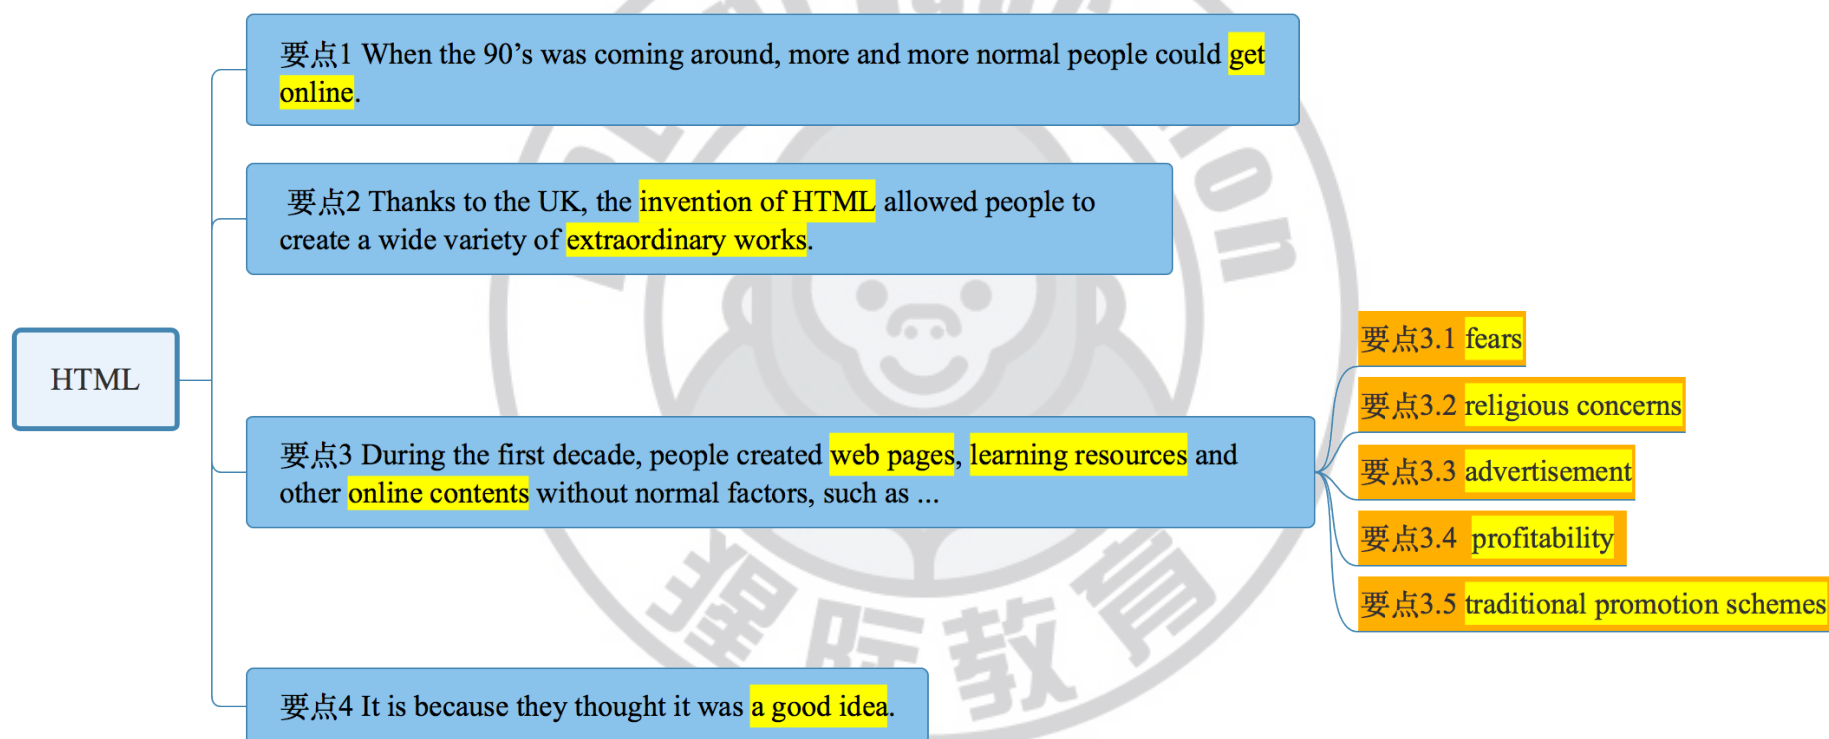 HTML
要点1 When the 90’s was coming around, more and more normal people could get
online.
要点2 Thanks to the UK, the invention of HTML allowed people to
create a wide variety of extraordinary works.
要点3 During the first decade, people created web pages, learning resources and
other online contents without normal factors, such as ...
要点3.1 fears
要点3.2 religious concerns
要点3.3 advertisement
要点3.4 profitability
要点3.5 traditional promotion schemes
要点4 It is because they thought it was a good idea.
猩际教育